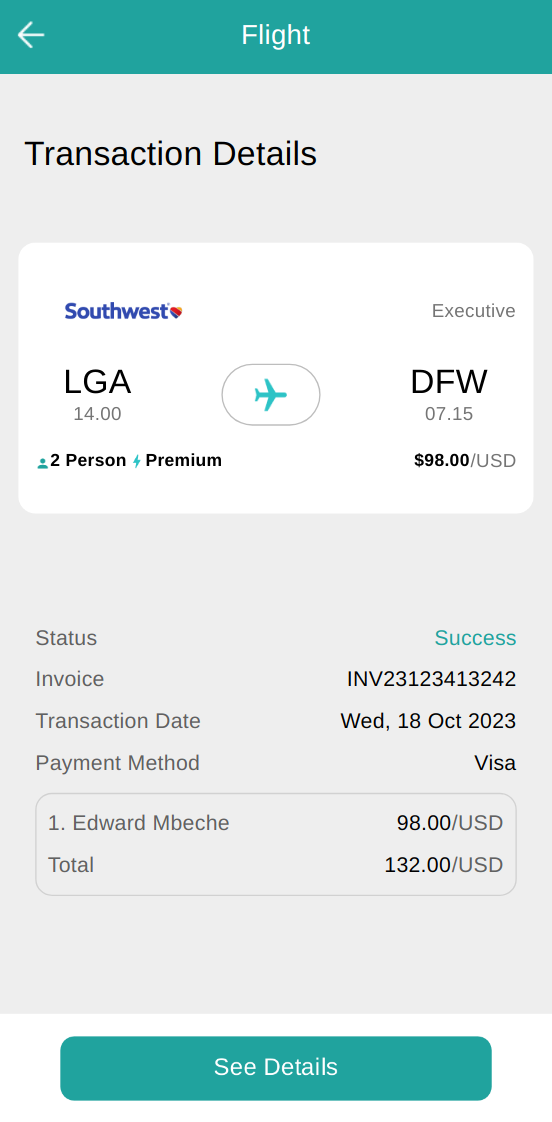 Flight
Transaction Details
Southwest
Executive
LGA
DFW
14.00
07.15
2 Person Premium
$98.00/USD
Status Success
Invoice INV23123413242
Transaction Date Wed, 18 Oct 2023
Payment Method Visa
1. Edward Mbeche 98.00/USD
Total 132.00/USD
See Details